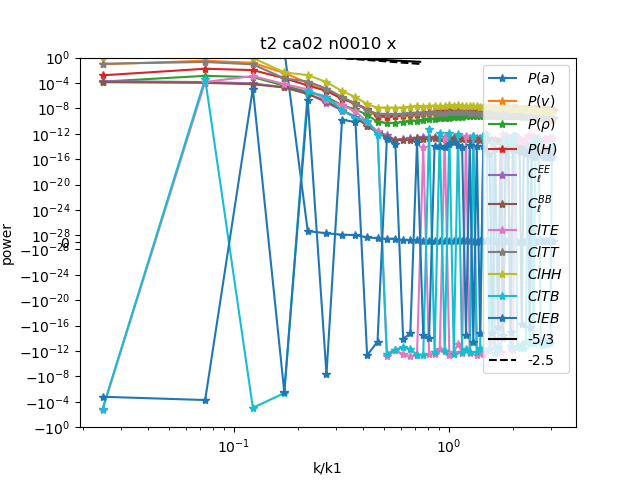 t2 ca02 n0010 x
power
10^0
10^-4
10^-8
10^-12
10^-16
10^-20
10^-24
10^-28
0
-10^-28
-10^-24
-10^-20
-10^-16
-10^-12
-10^-8
-10^-4
-10^0
10^-1
10^0
k/k1
P(a)
P(v)
P(ρ)
P(H)
C_ℓ^EE
C_ℓ^BB
ClTE
ClTT
ClHH
ClTB
ClEB
-5/3
-2.5